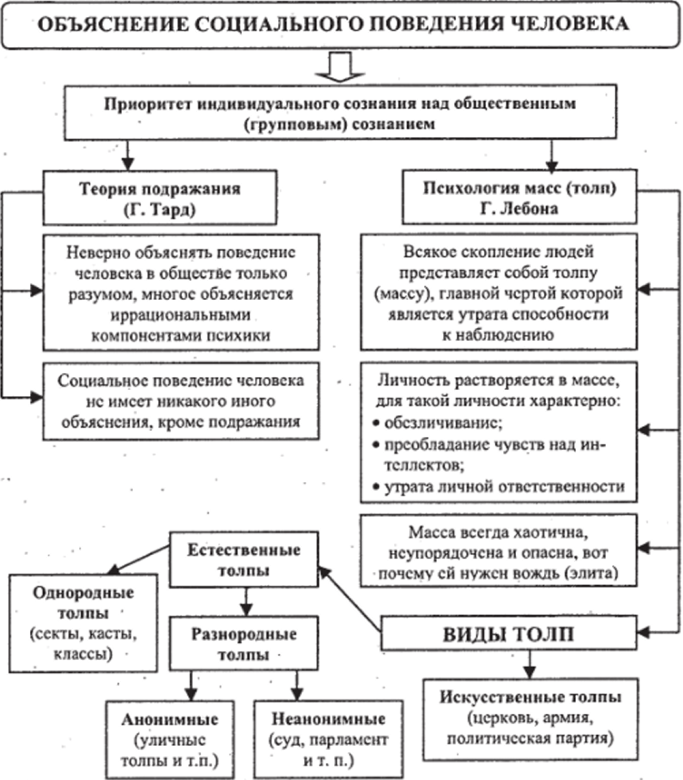 ОБЪЯСНЕНИЕ СОЦИАЛЬНОГО ПОВЕДЕНИЯ ЧЕЛОВЕКА
Приоритет индивидуального сознания над общественным
(групповым) сознанием
Теория подражания
(Г. Тард)
Неверно объяснять поведение
человека в обществе только
разумом, многое объясняется
иррациональными
компонентами психики
Социальное поведение человека
не имеет никакого иного
объяснения, кроме подражания
Психология масс (толп)
Г. Лебона
Всякое скопление людей
представляет собой толпу
(массу), главной чертой которой
является утрата способности
к наблюдению
Личность растворяется в массе,
для такой личности характерно:
• обезличивание;
• преобладание чувств над ин-
теллектов;
• утрата личной ответственности
Масса всегда хаотична,
неупорядочена и опасна, вот
почему ей нужен вождь (элита)
ВИДЫ ТОЛП
Естественные
толпы
Однородные
толпы
(секты, касты,
классы)
Разнородные
толпы
Анонимные
(уличные
толпы и т.п.)
Неанонимные
(суд, парламент
и т. п.)
Искусственные толпы
(церковь, армия,
политическая партия)